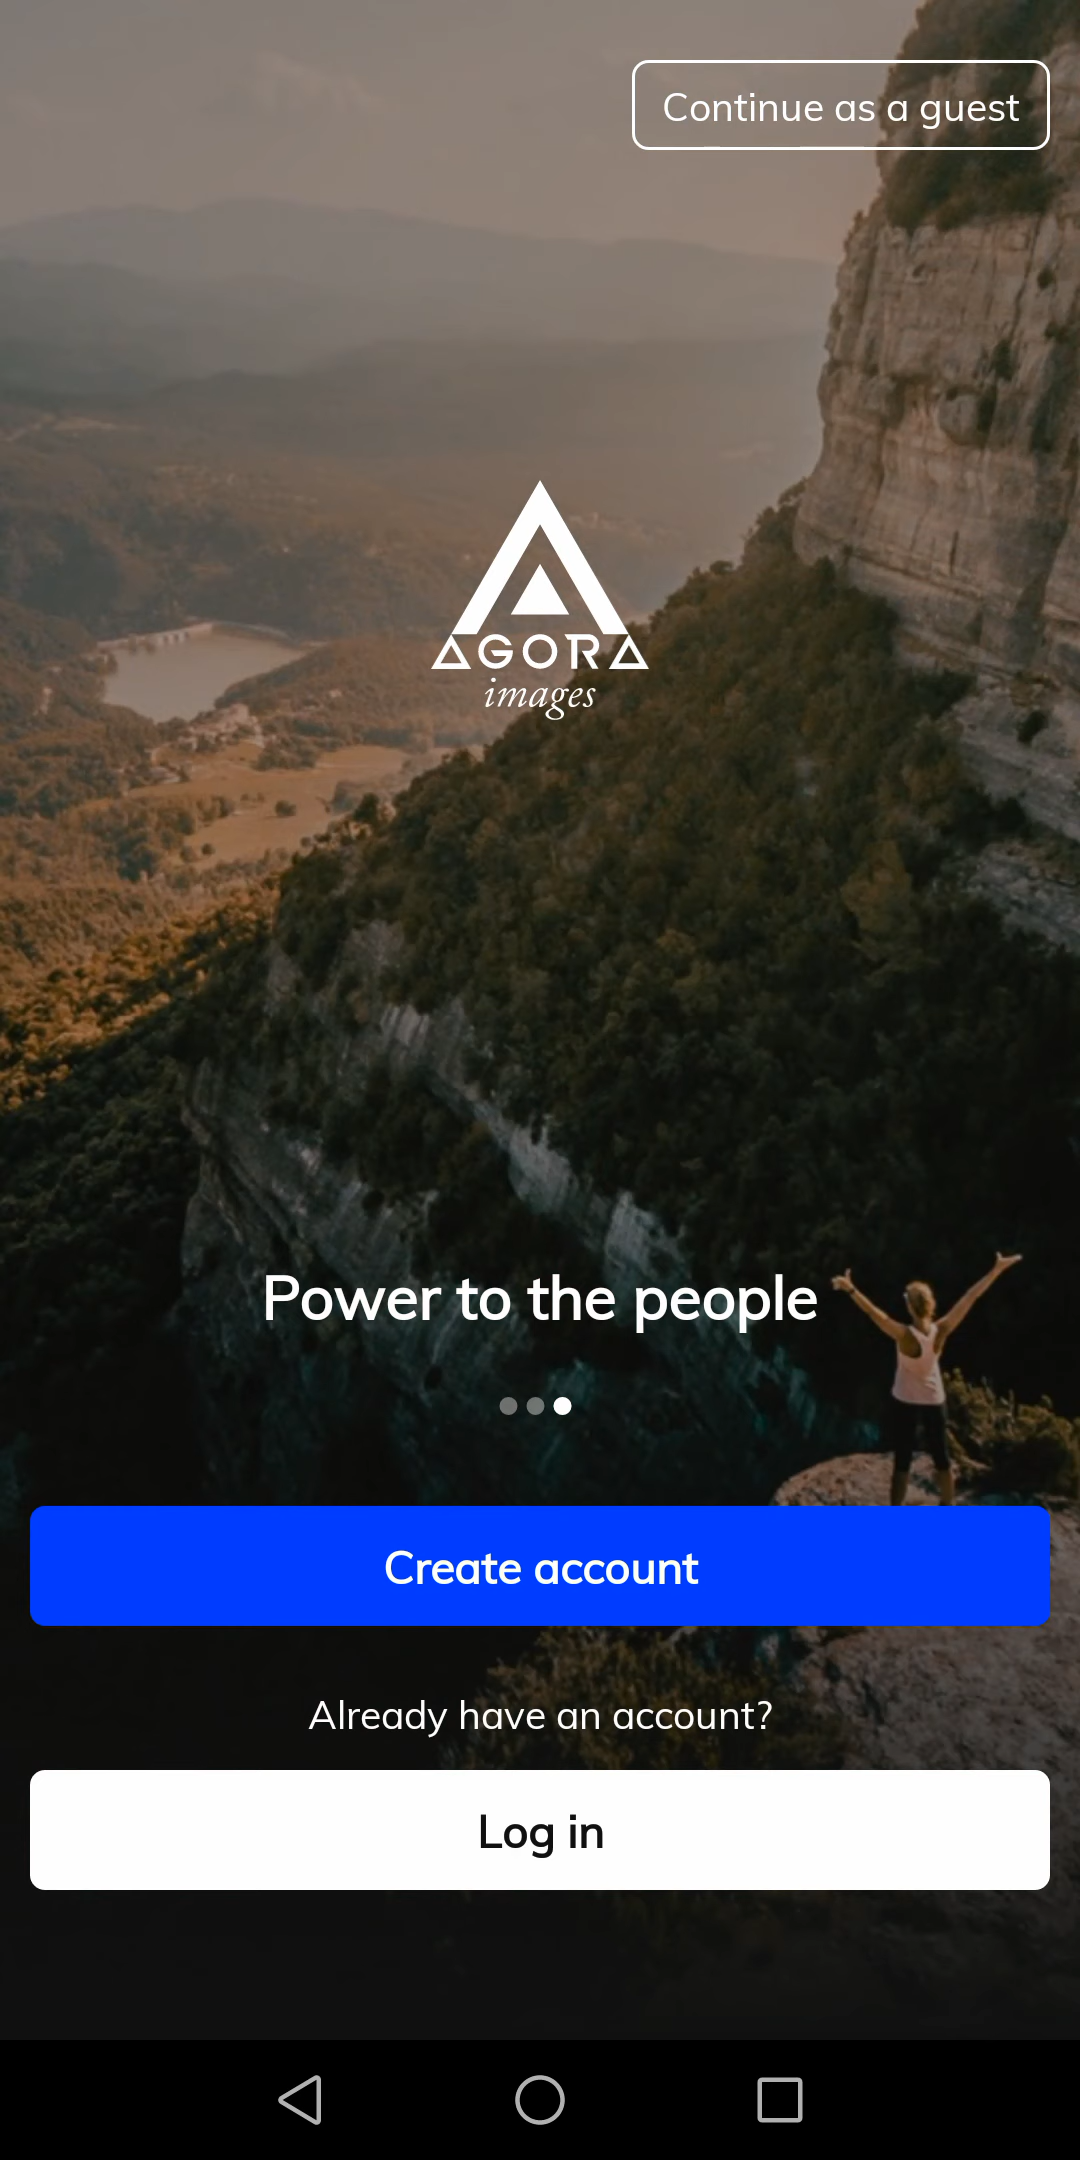 Continue as a guest
AGORA
images
Power to the people
Create account
Already have an account?
Log in